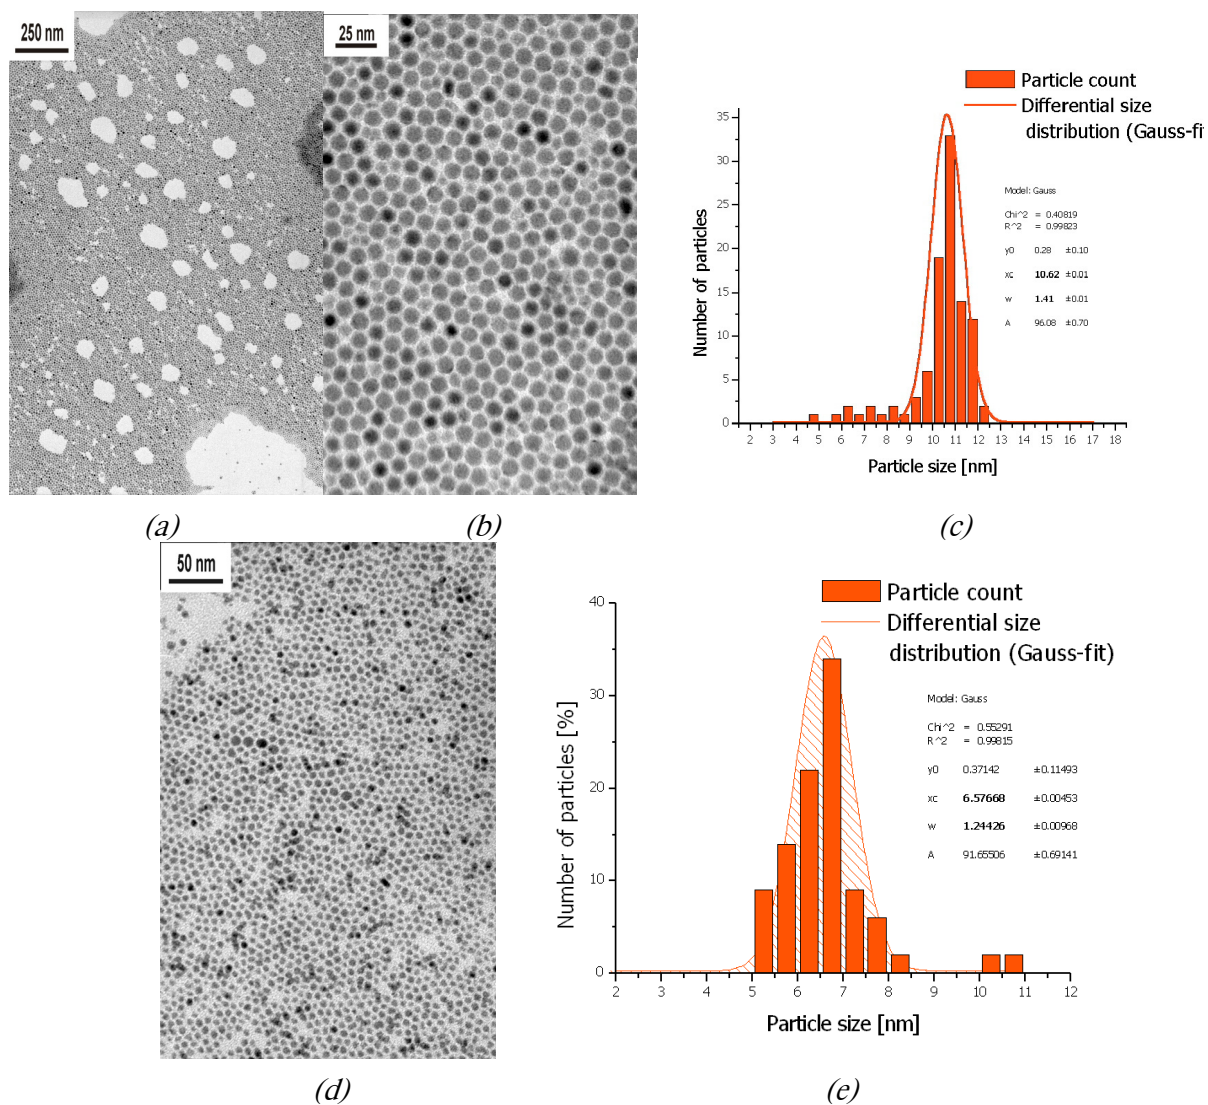 250 nm
25 nm
Particle count
Differential size
distribution (Gauss-fi
35
30
25
20
15
10
5
0
Number of particles
Model: Gauss
Chi^2 = 0.40819
R^2 = 0.99823
y0 0.28 ±0.10
xc 10.62 ±0.01
w 1.41 ±0.01
A 96.08 ±0.70
2 3 4 5 6 7 8 9 10 11 12 13 14 15 16 17 18
Particle size [nm]
(a)
(b)
(c)
50 nm
Particle count
Differential size
distribution (Gauss-fit)
40
30
20
10
0
Number of particles [%]
Model: Gauss
Chi^2 = 0.55291
R^2 = 0.99815
y0 0.37142 ±0.11493
xc 6.57668 ±0.00453
w 1.24426 ±0.00968
A 91.65506 ±0.69141
2 3 4 5 6 7 8 9 10 11 12
Particle size [nm]
(d)
(e)